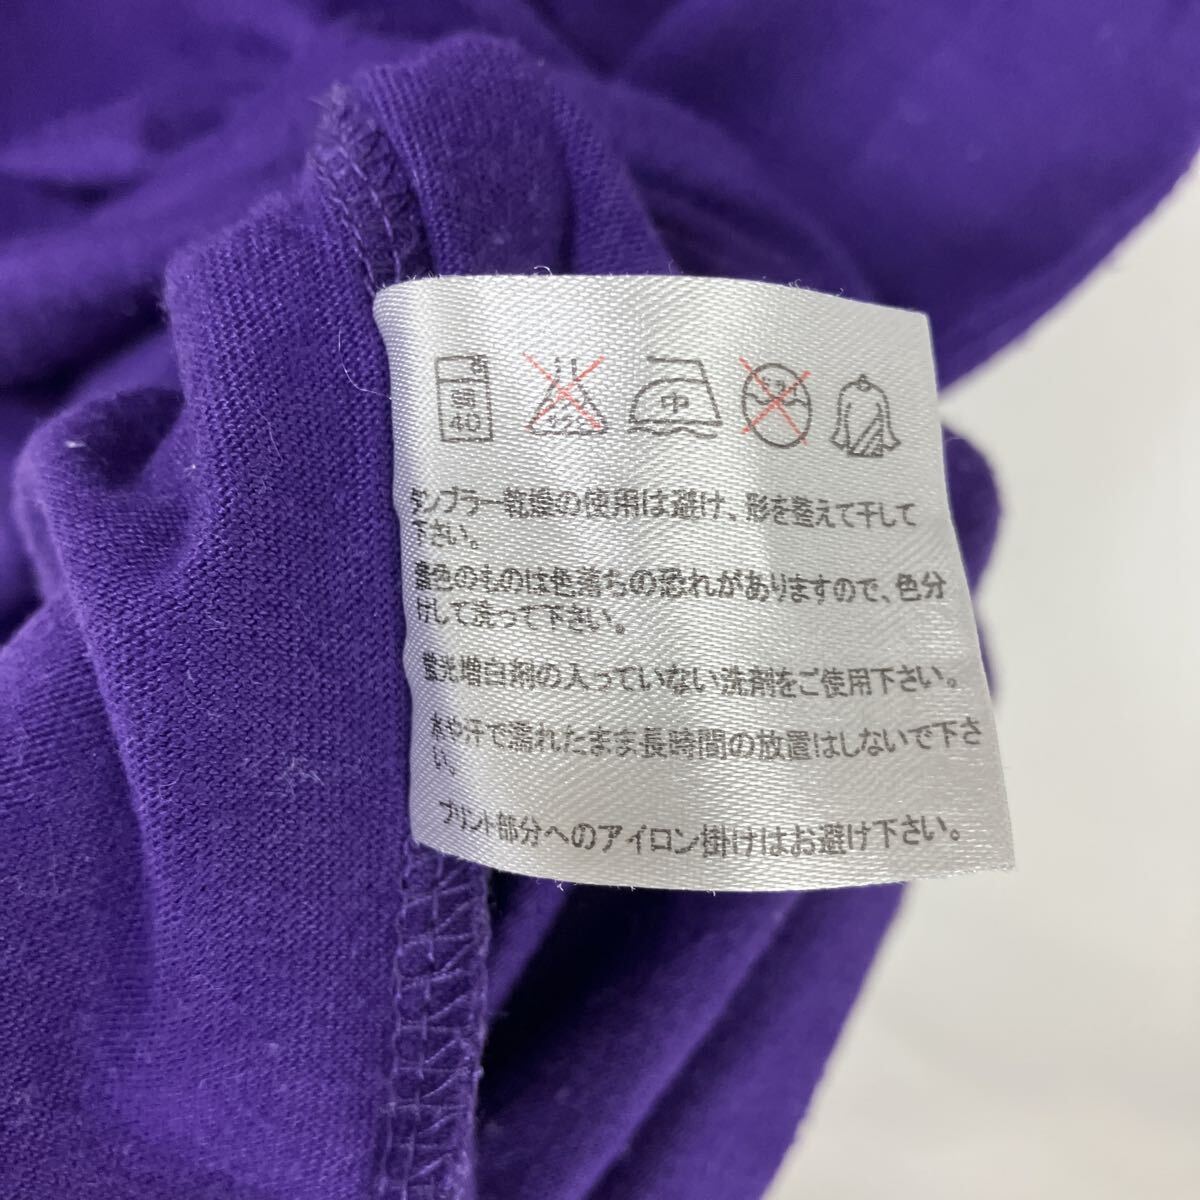 40
中
タンブラー乾燥の使用は避け、形を整えて干して
下さい。
濃色のものは色落ちの恐れがありますので、色分
けして洗って下さい。
蛍光増白剤の入っていない洗剤をご使用下さい。
水や汗で濡れたまま長時間の放置はしないで下さ
い。
プリント部分へのアイロン掛けはお避け下さい。